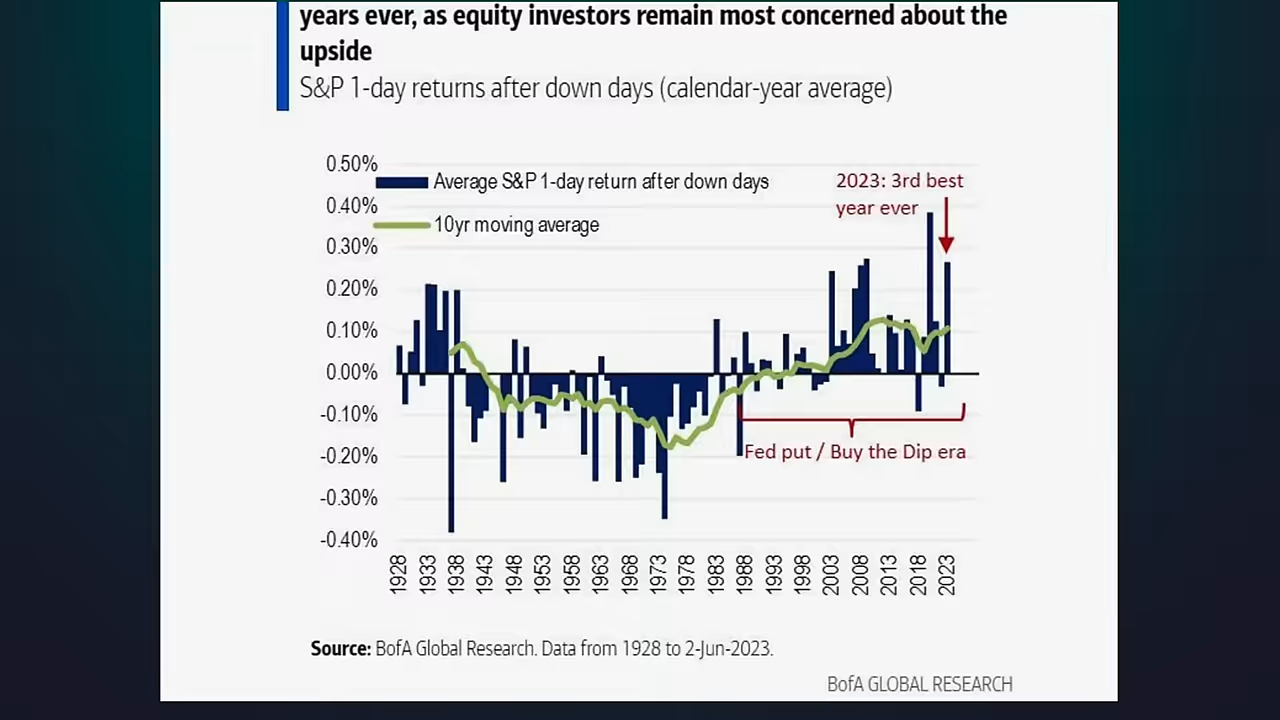 years ever, as equity investors remain most concerned about the
upside
S&P 1-day returns after down days (calendar-year average)
0.50%
Average S&P 1-day return after down days
2023: 3rd best
year ever
0.40%
10yr moving average
0.30%
0.20%
0.10%
0.00%
-0.10%
-0.20%
Fed put / Buy the Dip era
-0.30%
-0.40%
1928 1933 1938 1943 1948 1953 1958 1963 1968 1973 1978 1983 1988 1993 1998 2003 2008 2013 2018 2023
Source: BofA Global Research. Data from 1928 to 2-Jun-2023.
BofA GLOBAL RESEARCH